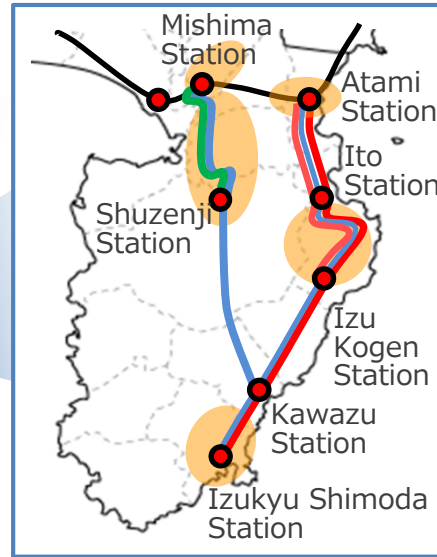 Mishima
Station
Atami
Station
Ito
Station
Shuzenji
Station
Izu
Kogen
Station
Kawazu
Station
Izukyu Shimoda
Station